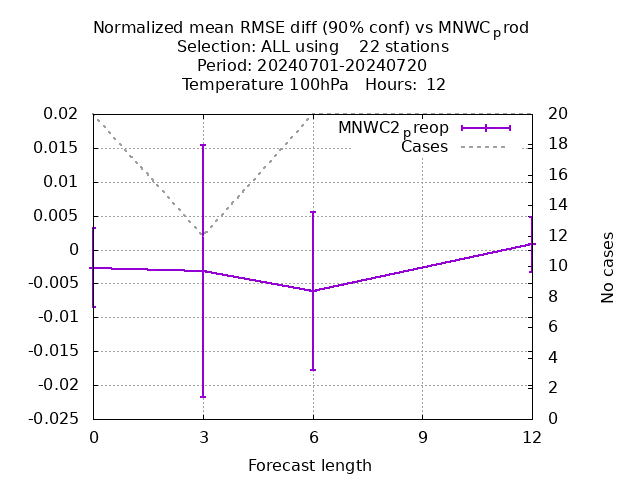 Normalized mean RMSE diff (90% conf) vs MNWCprod
Selection: ALL using    22 stations
Period: 20240701-20240720
Temperature 100hPa   Hours:  12
0.02
0.015
0.01
0.005
0
-0.005
-0.01
-0.015
-0.02
-0.025
MNWC2preop
Cases
20
18
16
14
12
10
8
6
4
2
0
No cases
0 3 6 9 12
Forecast length